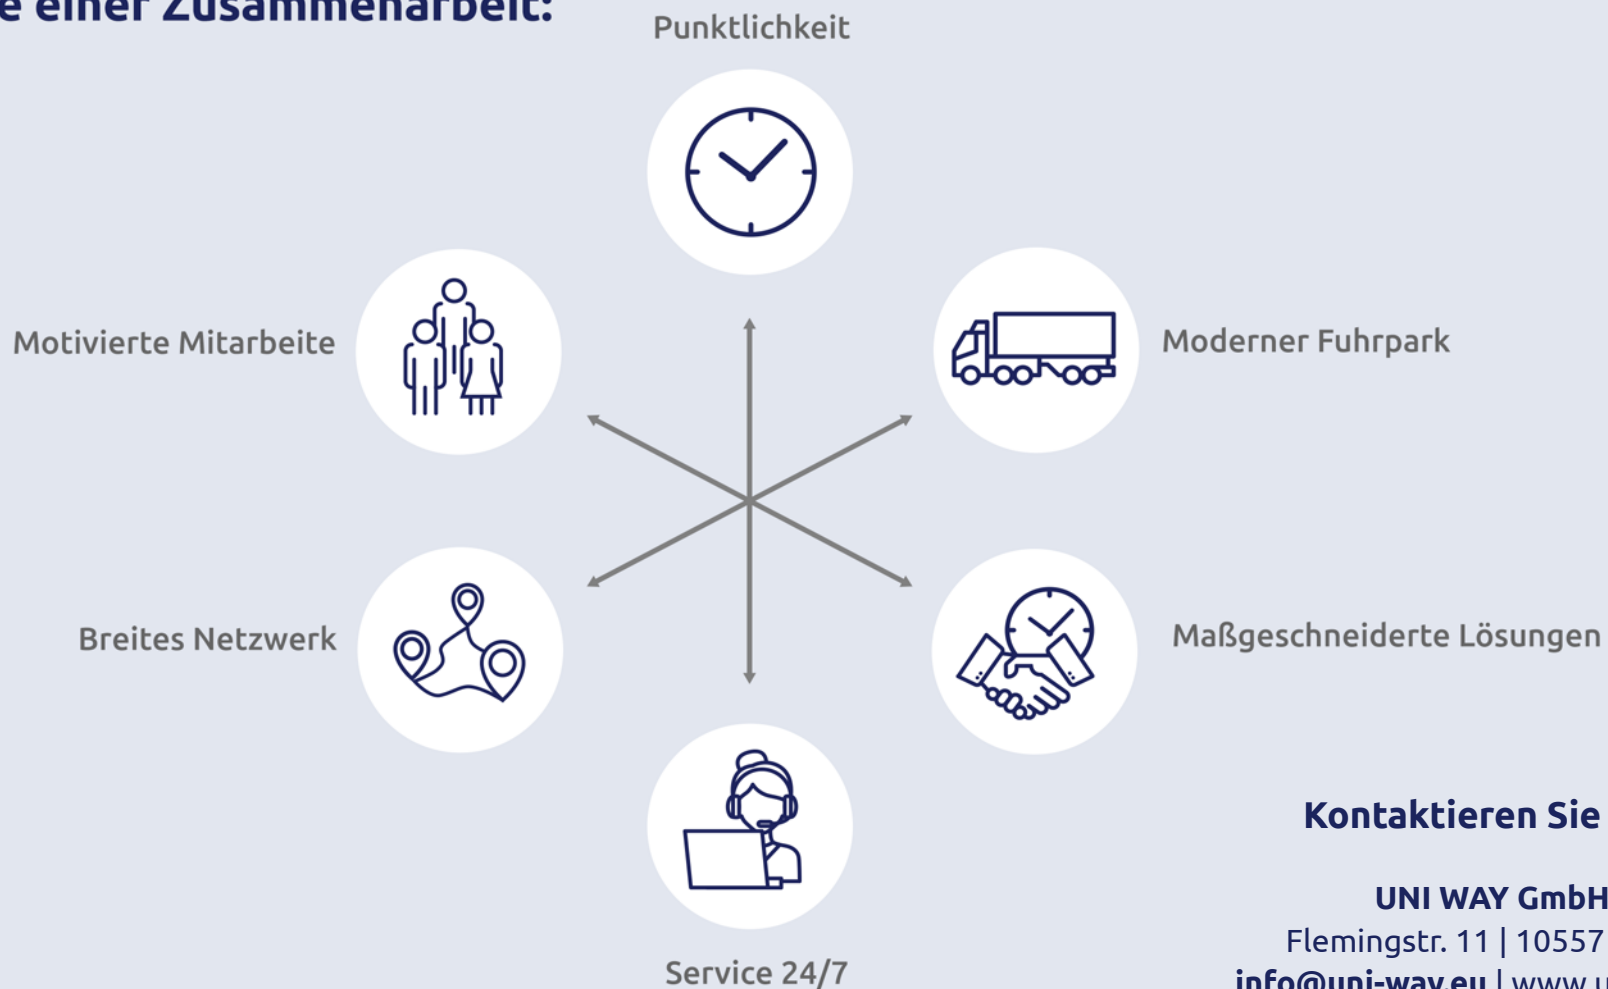 e einer Zusammenarbeit:
Punktlichkeit
Motivierte Mitarbeite
Moderner Fuhrpark
Breites Netzwerk
Maßgeschneiderte Lösungen
Service 24/7
Kontaktieren Sie
UNI WAY GmbH
Flemingstr. 11 | 10557
info@uni-way.eu | www.u